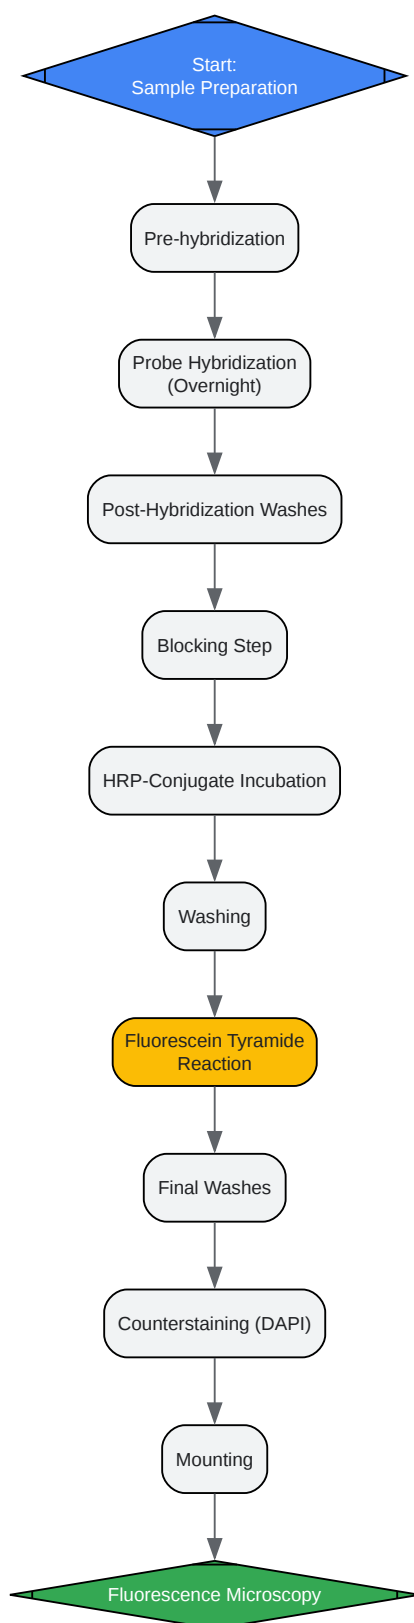 Start:
Sample Preparation
Pre-hybridization
Probe Hybridization
(Overnight)
Post-Hybridization Washes
Blocking Step
HRP-Conjugate Incubation
Washing
Fluorescein Tyramide
Reaction
Final Washes
Counterstaining (DAPI)
Mounting
Fluorescence Microscopy